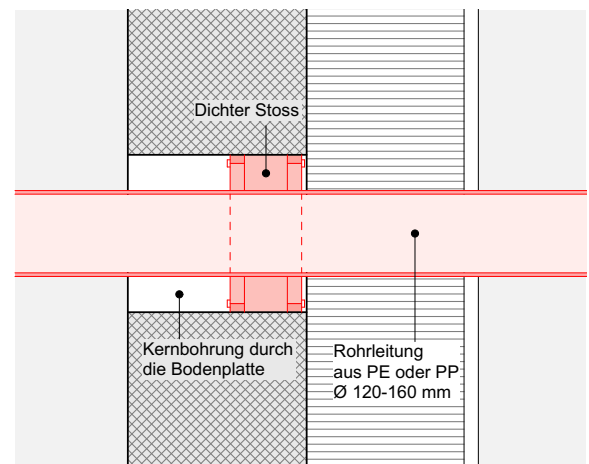 Dichter Stoss
Kernbohrung durch
die Bodenplatte
Rohrleitung
aus PE oder PP
Ø 120-160 mm